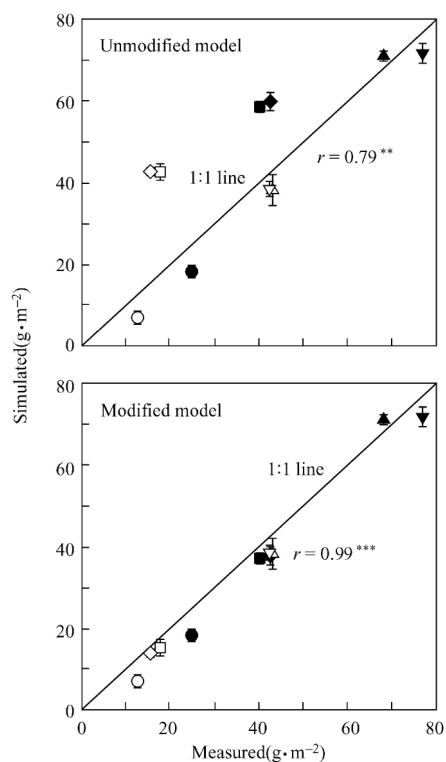 80
Unmodified model
60
r = 0.79 **
1:1 line
40
20
0
Simulated(g•m−2)
80
Modified model
1:1 line
60
40
r = 0.99 ***
20
0
0 20 40 60 80
Measured(g•m−2)